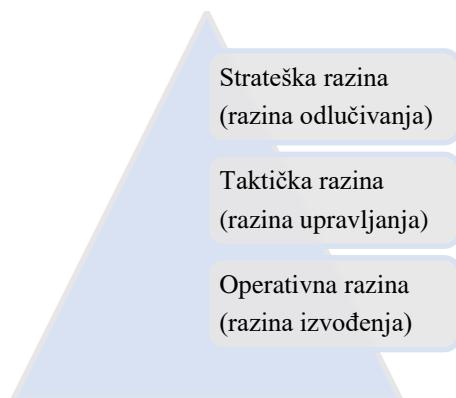 Strateška razina
(razina odlučivanja)
Taktička razina
(razina upravljanja)
Operativna razina
(razina izvođenja)